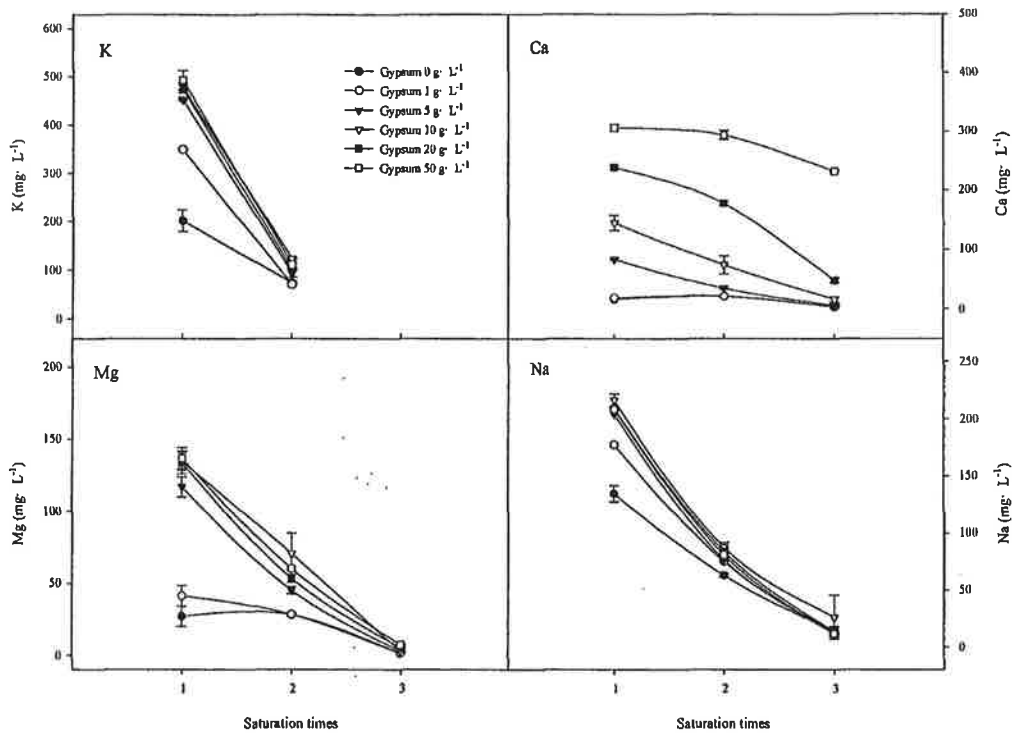 K
600
500
400
300
200
100
0
K (mg· L-1)
Gypsum 0 g· L-1
Gypsum 1 g· L-1
Gypsum 5 g· L-1
Gypsum 10 g· L-1
Gypsum 20 g· L-1
Gypsum 50 g· L-1
Ca
500
400
300
200
100
0
Ca (mg· L-1)
Mg
200
150
100
50
0
Mg (mg· L-1)
1 2 3
Saturation times
Na
250
200
150
100
50
0
Na (mg· L-1)
1 2 3
Saturation times